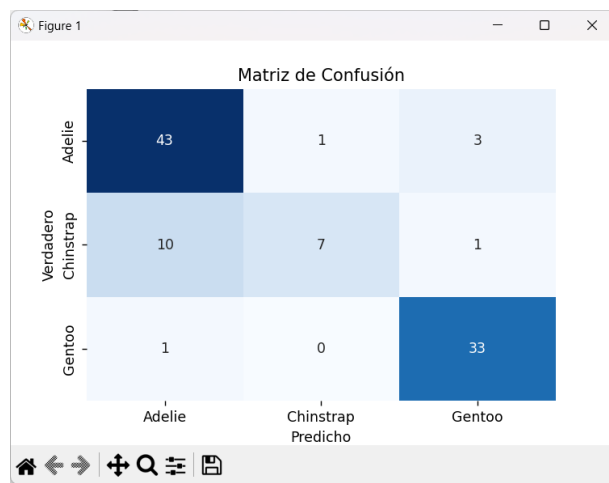 Figure 1
Matriz de Confusión
Verdadero
Adelie
43 1 3
Chinstrap
10 7 1
Gentoo
1 0 33
Adelie Chinstrap Gentoo
Predicho